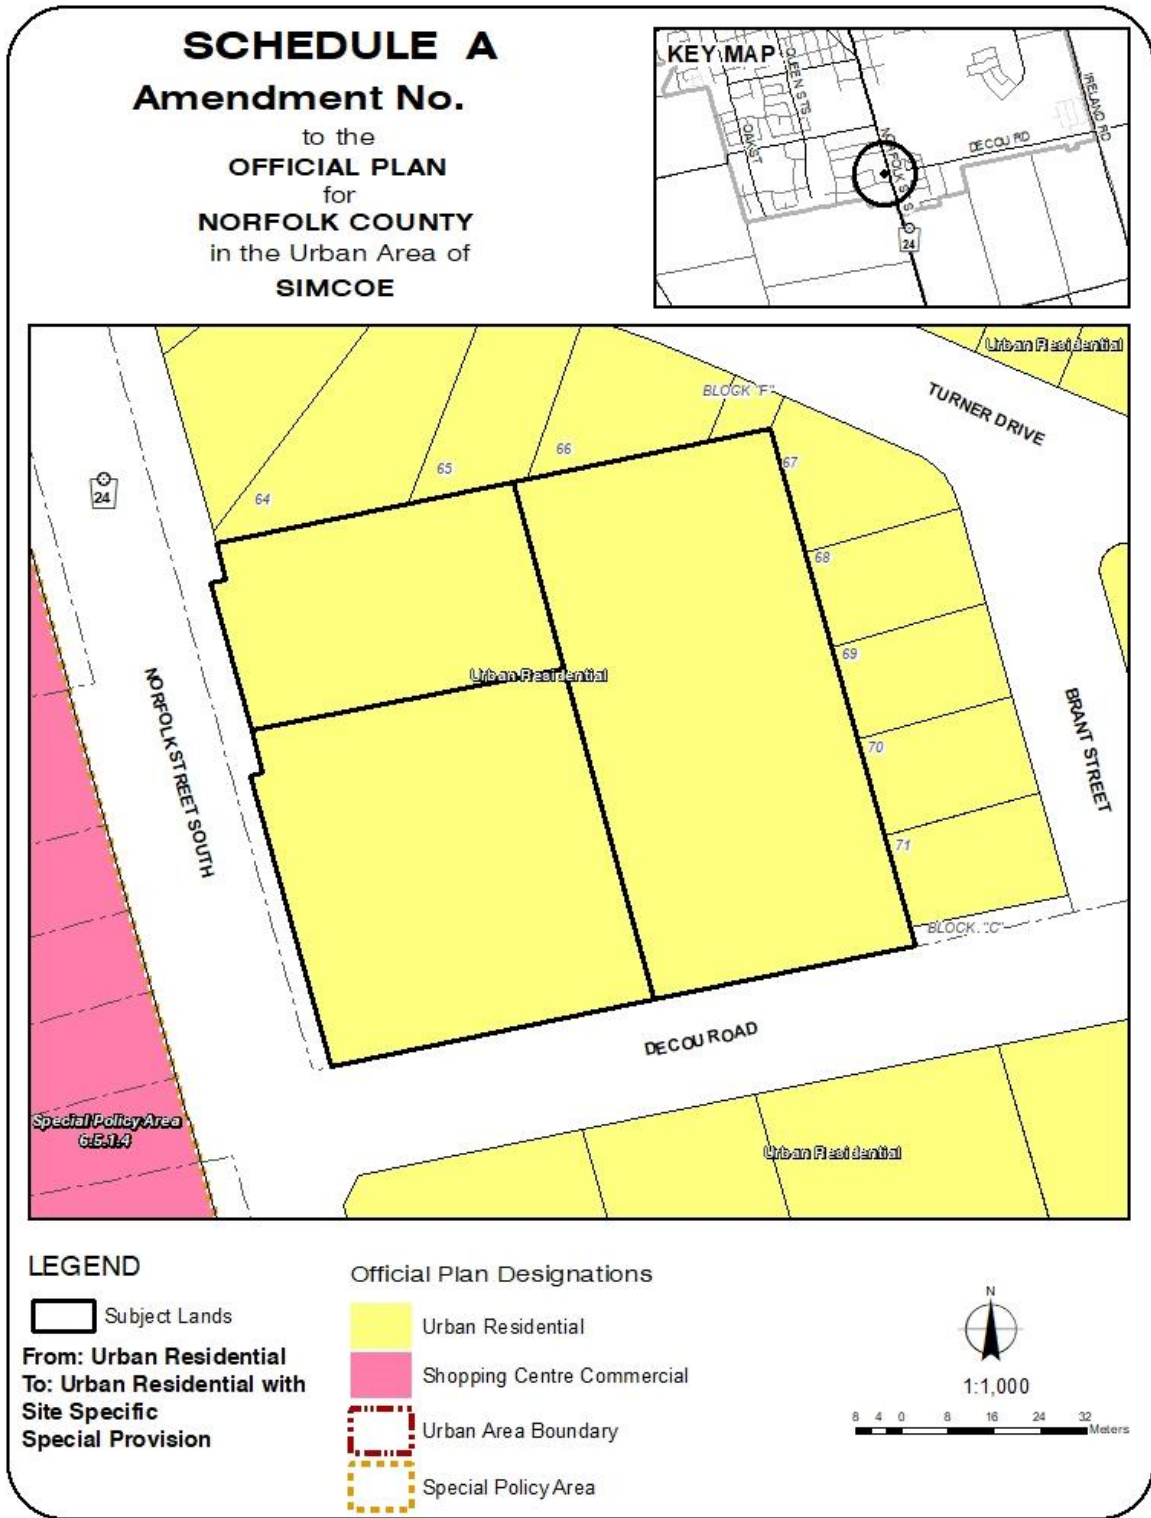 SCHEDULE A
Amendment No.
to the
OFFICIAL PLAN
for
NORFOLK COUNTY
in the Urban Area of
SIMCOE
KEY MAP
QUEEN ST S
OAK ST
NORFOLK ST S
DECOU RD
IRELAND RD
24
Urban Residential
BLOCK "F"
TURNER DRIVE
66
65
67
64
24
68
69
Urban Residential
NORFOLK STREET SOUTH
BRANT STREET
70
71
BLOCK "C"
DECOU ROAD
Special Policy Area
6.5.1.4
Urban Residential
LEGEND
Subject Lands
From: Urban Residential
To: Urban Residential with
Site Specific
Special Provision
Official Plan Designations
Urban Residential
Shopping Centre Commercial
Urban Area Boundary
Special Policy Area
N
1:1,000
8 4 0 8 16 24 32
Meters